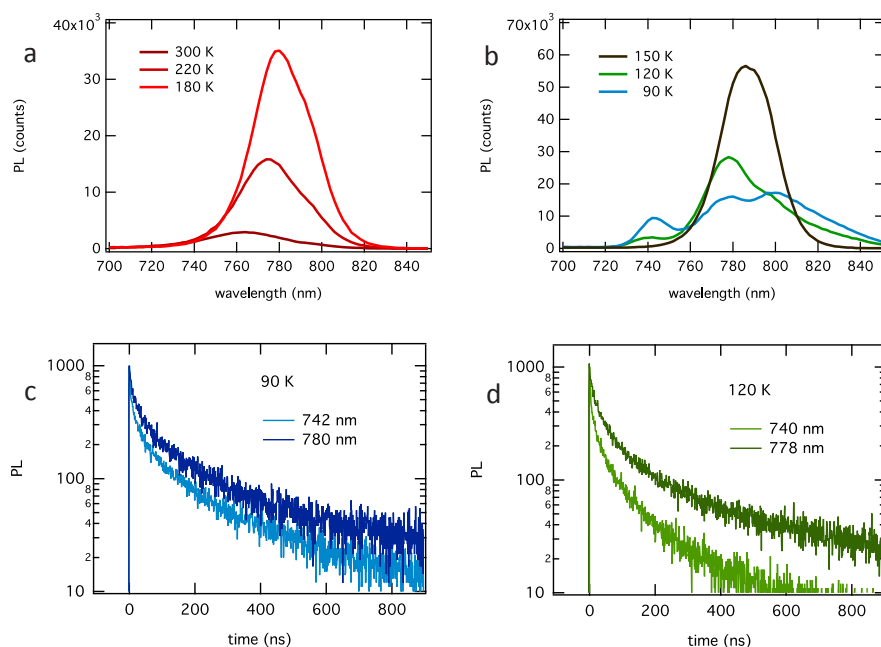 a
40x10³
30
20
10
0
PL (counts)
300 K
220 K
180 K
700 720 740 760 780 800 820 840
wavelength (nm)
b
70x10³
60
50
40
30
20
10
0
PL (counts)
150 K
120 K
90 K
700 720 740 760 780 800 820 840
wavelength (nm)
c
1000
8
6
4
2
100
8
6
4
2
10
PL
90 K
742 nm
780 nm
0 200 400 600 800
time (ns)
d
1000
8
6
4
2
100
8
6
4
2
10
PL
120 K
740 nm
778 nm
0 200 400 600 800
time (ns)